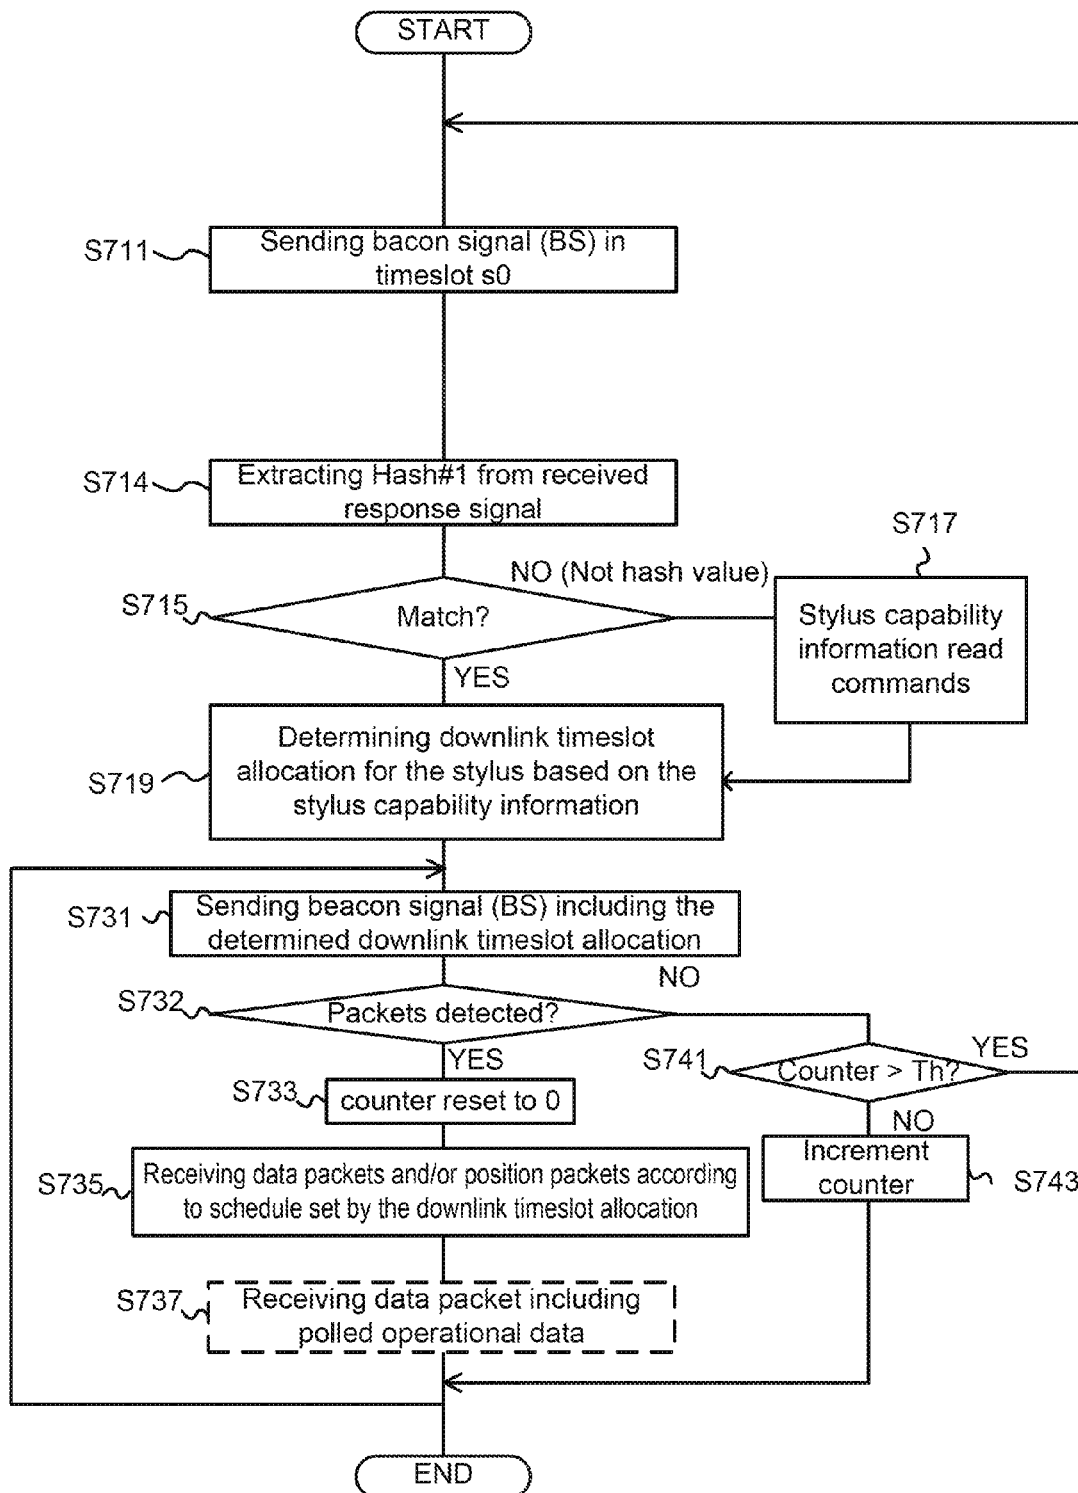 START
S711
Sending bacon signal (BS) in
timeslot s0
S714
Extracting Hash#1 from received
response signal
S717
NO (Not hash value)
S715
Match?
Stylus capability
information read
commands
YES
S719
Determining downlink timeslot
allocation for the stylus based on the
stylus capability information
S731
Sending beacon signal (BS) including the
determined downlink timeslot allocation
NO
S732
Packets detected?
YES
S741
Counter > Th?
YES
S733
counter reset to 0
NO
Increment
counter
S743
S735
Receiving data packets and/or position packets according
to schedule set by the downlink timeslot allocation
S737
Receiving data packet including
polled operational data
END